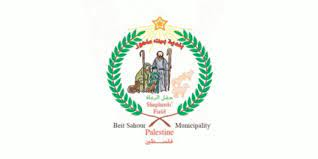 بلدية بيت ساحور
حقل الرعاة
Shepherds'
Field
Beit Sahour Municipality
Palestine
فلسطين